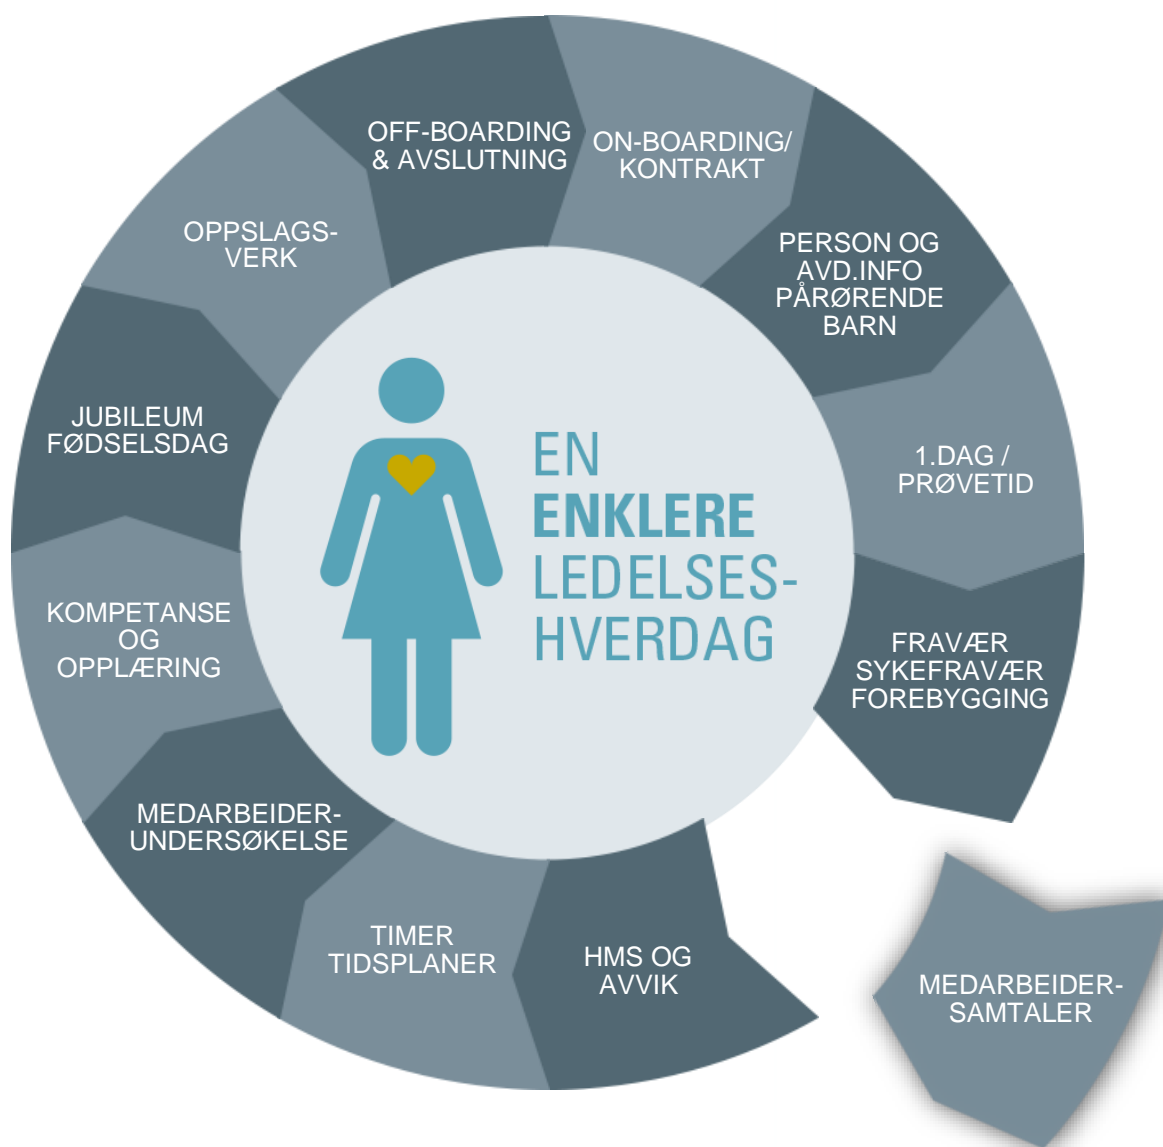 OFF-BOARDING
& AVSLUTNING
ON-BOARDING/
KONTRAKT
PERSON OG
AVD.INFO
PÅRØRENDE
BARN
1.DAG /
PRØVETID
FRAVÆR
SYKEFRAVÆR
FOREBYGGING
MEDARBEIDER-
SAMTALER
HMS OG
AVVIK
TIMER
TIDSPLANER
MEDARBEIDER-
UNDERSØKELSE
KOMPETANSE
OG
OPPLÆRING
JUBILEUM
FØDSELSDAG
OPPSLAGS-
VERK
EN
ENKLERE
LEDELSES-
HVERDAG